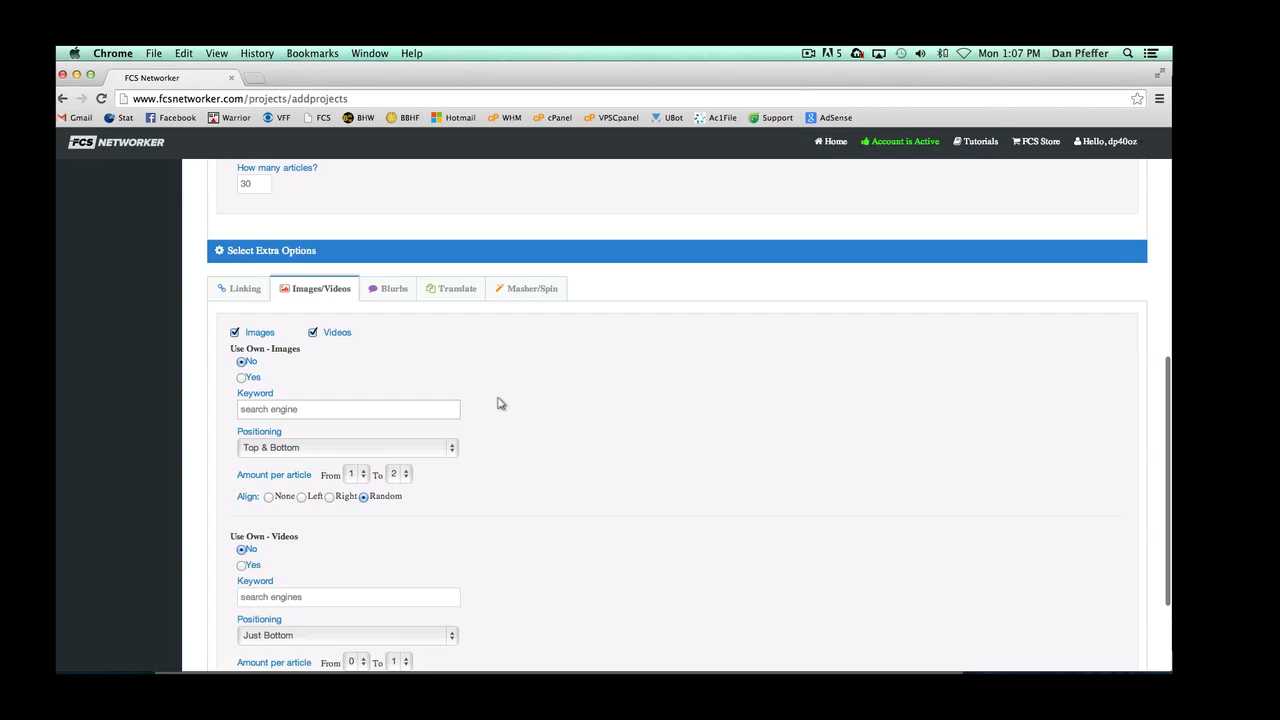 Chrome File Edit View History Bookmarks Window Help 5 Mon 1:07 PM Dan Pfeffer
FCS Networker
www.fcsnetworker.com/projects/addprojects
Gmail Stat Facebook Warrior VFF FCS BHW BBHF Hotmail WHM cPanel VPSCpanel UBot Ac1File Support AdSense
FCS NETWORKER Home Account is Active Tutorials FCS Store Hello, dp40oz
How many articles?
30
Select Extra Options
Linking Images/Videos Blurbs Translate Masher/Spin
Images Videos
Use Own - Images
No
Yes
Keyword
search engine
Positioning
Top & Bottom
Amount per article From 1 To 2
Align: None Left Right Random
Use Own - Videos
No
Yes
Keyword
search engines
Positioning
Just Bottom
Amount per article From 0 To 1